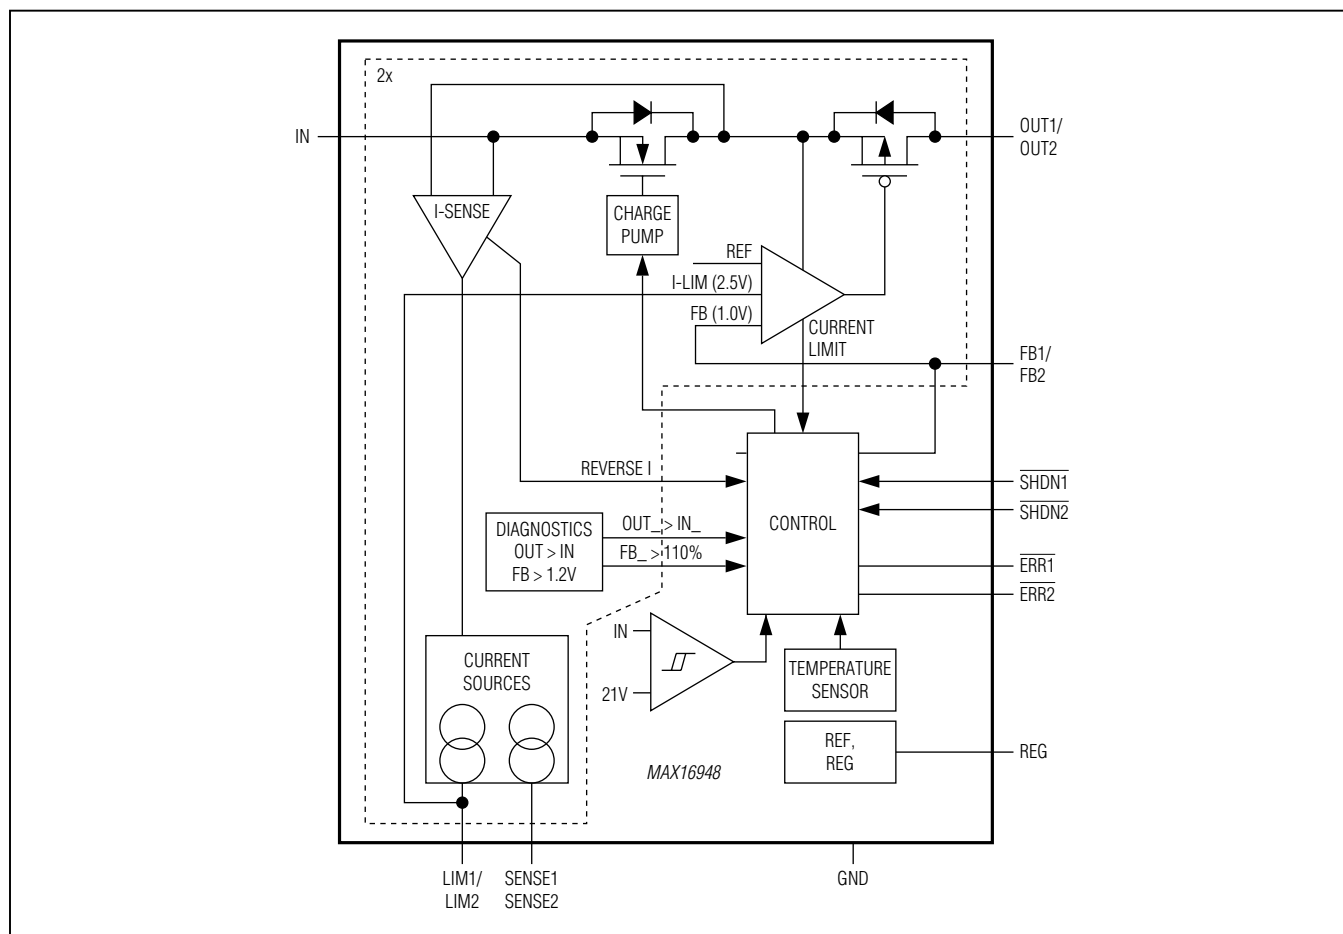 2x
IN
OUT1/
OUT2
I-SENSE
CHARGE
PUMP
REF
I-LIM (2.5V)
FB (1.0V)
CURRENT
LIMIT
FB1/
FB2
REVERSE I
SHDN1
SHDN2
CONTROL
DIAGNOSTICS
OUT > IN
FB > 1.2V
OUT_ > IN_
FB_ > 110%
ERR1
ERR2
IN
21V
CURRENT
SOURCES
TEMPERATURE
SENSOR
REF,
REG
REG
MAX16948
LIM1/
LIM2
SENSE1
SENSE2
GND